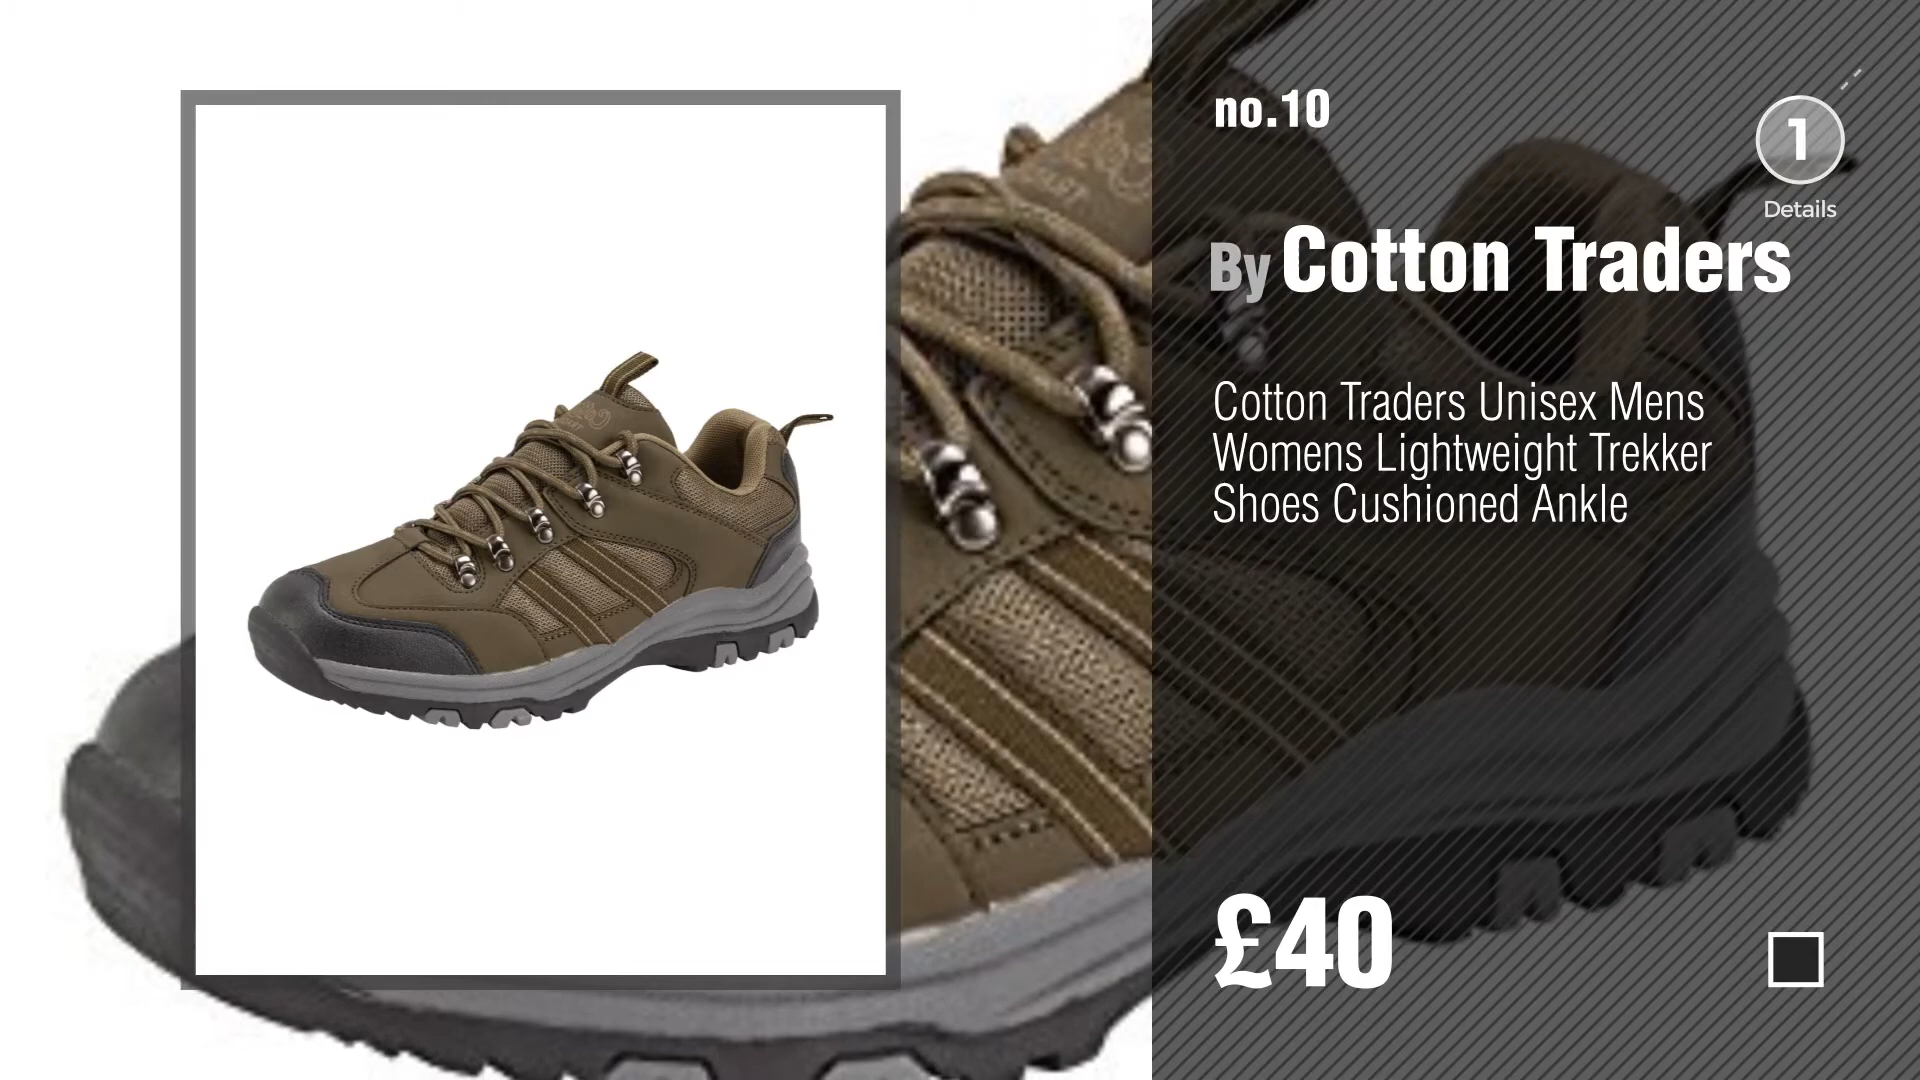 no.10
1
Details
By Cotton Traders
Cotton Traders Unisex Mens
Womens Lightweight Trekker
Shoes Cushioned Ankle
£40